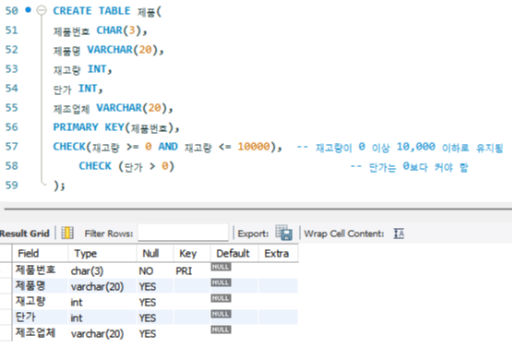 50 CREATE TABLE 제품(
51 제품번호 CHAR(3),
52 제품명 VARCHAR(20),
53 재고량 INT,
54 단가 INT,
55 제조업체 VARCHAR(20),
56 PRIMARY KEY(제품번호),
57 CHECK(재고량 >= 0 AND 재고량 <= 10000), -- 재고량이 0 이상 10,000 이하로 유지됨
58 CHECK (단가 > 0) -- 단가는 0보다 커야 함
59 );
Result Grid Filter Rows: Export: Wrap Cell Content:
Field Type Null Key Default Extra
제품번호 char(3) NO PRI NULL
제품명 varchar(20) YES NULL
재고량 int YES NULL
단가 int YES NULL
제조업체 varchar(20) YES NULL